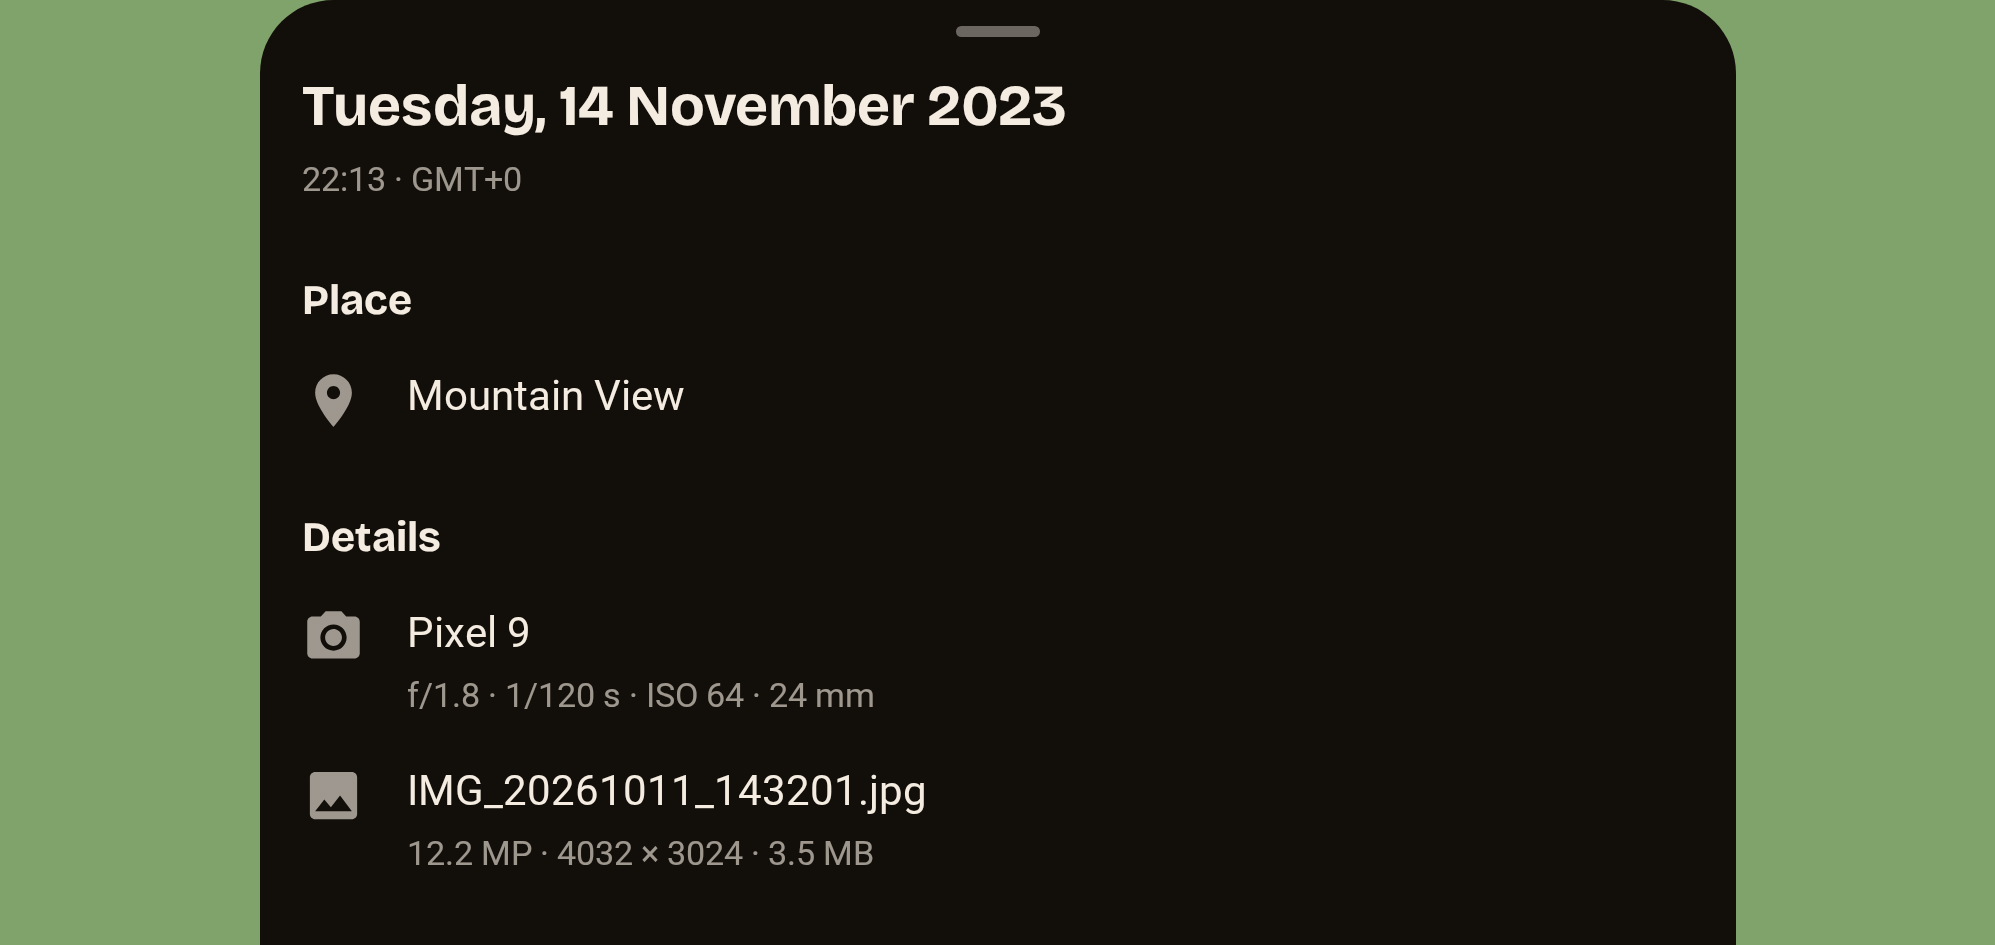 Tuesday, 14 November 2023
22:13 · GMT+0
Place
Mountain View
Details
Pixel 9
f/1.8 · 1/120 s · ISO 64 · 24 mm
IMG_20261011_143201.jpg
12.2 MP · 4032 × 3024 · 3.5 MB